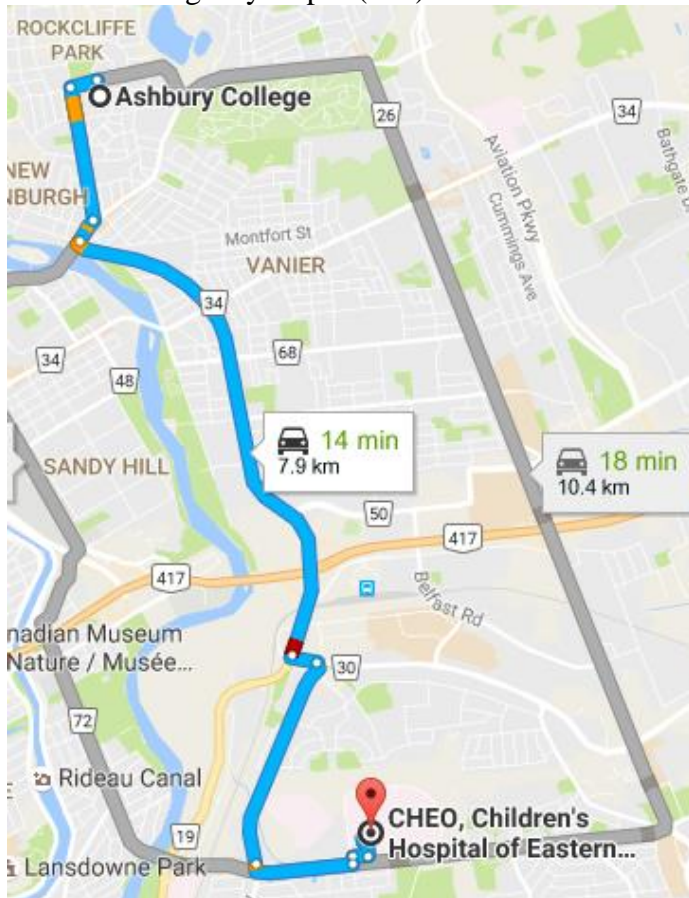 ROCKCLIFFE
PARK
Ashbury College
26
34
Bathgate
Aviation Pkwy
Cummings Ave
NEW
NBURGH
Montfort St
VANIER
34
34
68
48
14 min
7.9 km
18 min
10.4 km
SANDY HILL
50
417
417
Belfast Rd
nadian Museum
Nature / Musée...
30
72
Rideau Canal
19
CHEO, Children's
Hospital of Eastern...
Lansdowne Park